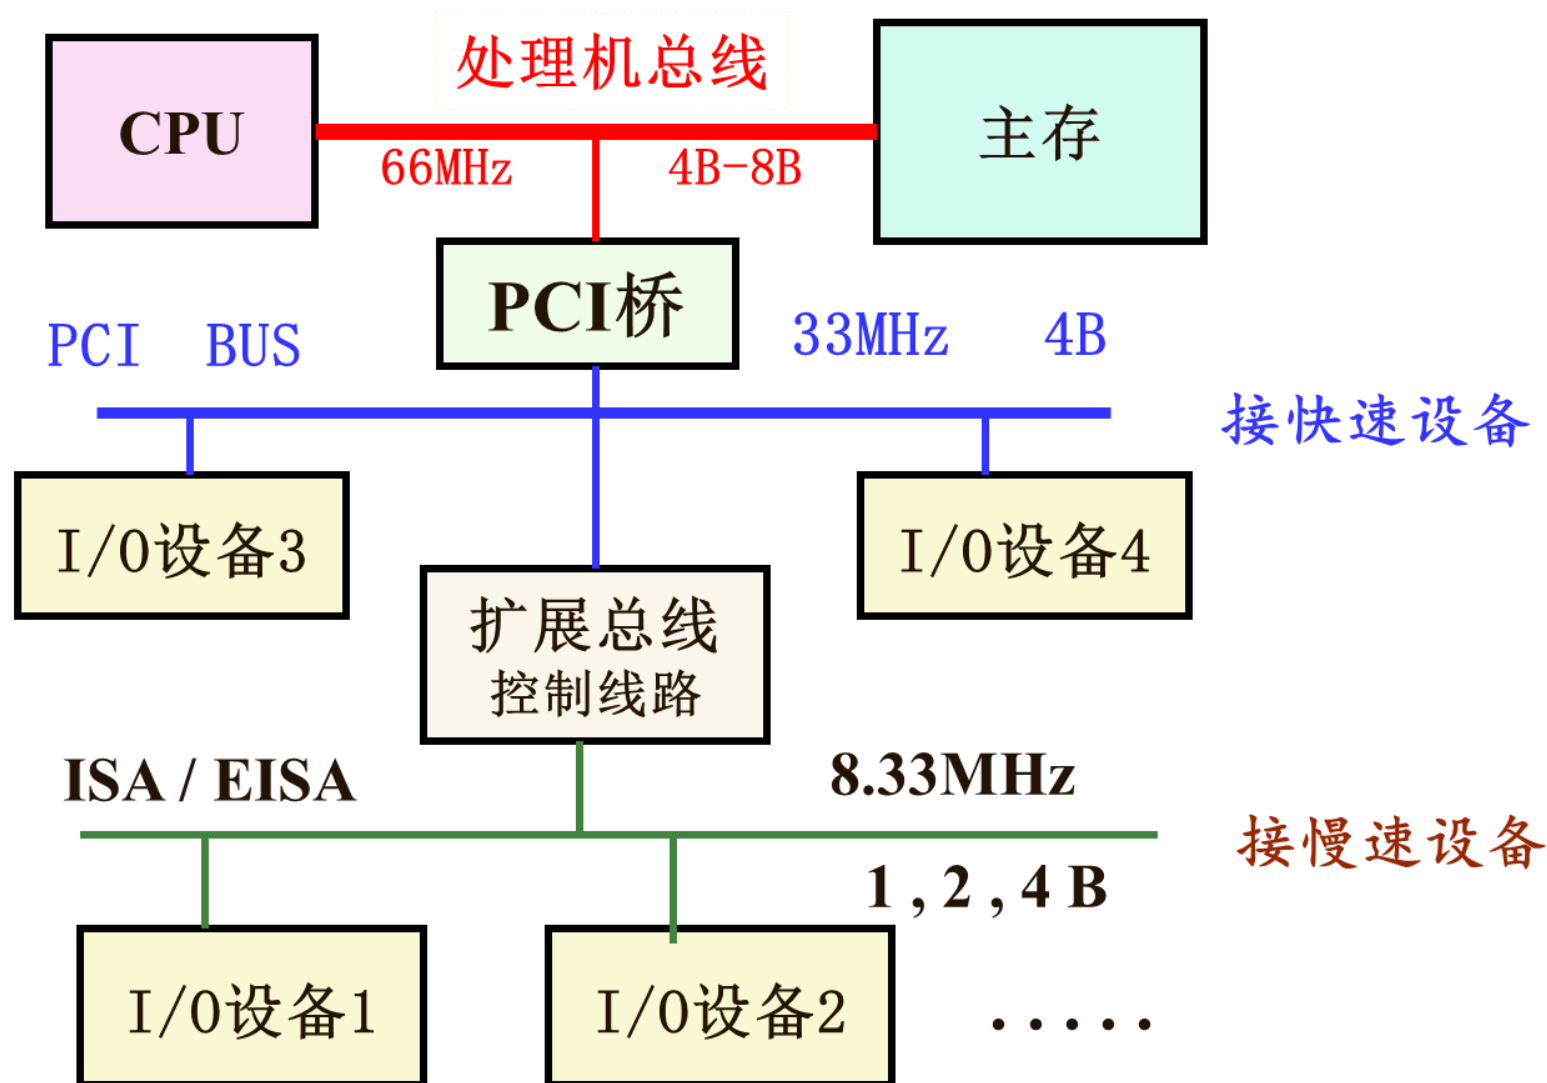 处理机总线
CPU
主存
66MHz
4B-8B
PCI桥
PCI BUS
33MHz 4B
接快速设备
I/O设备3
I/O设备4
扩展总线
控制线路
ISA / EISA
8.33MHz
接慢速设备
1 , 2 , 4 B
I/O设备1
I/O设备2
.....